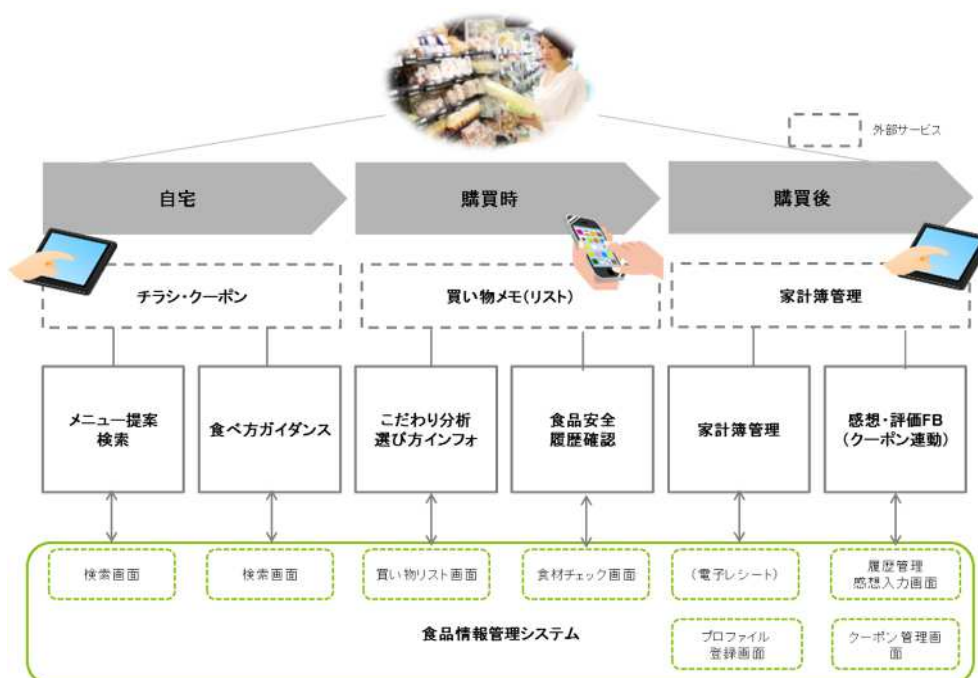 外部サービス
自宅
購買時
購買後
チラシ・クーポン
買い物メモ(リスト)
家計簿管理
メニュー提案
検索
食べ方ガイダンス
こだわり分析
選び方インフォ
食品安全
履歴確認
家計簿管理
感想・評価FB
(クーポン連動)
検索画面
検索画面
買い物リスト画面
食材チェック画面
(電子レシート)
履歴管理
感想入力画面
食品情報管理システム
プロファイル
登録画面
クーポン管理画
面